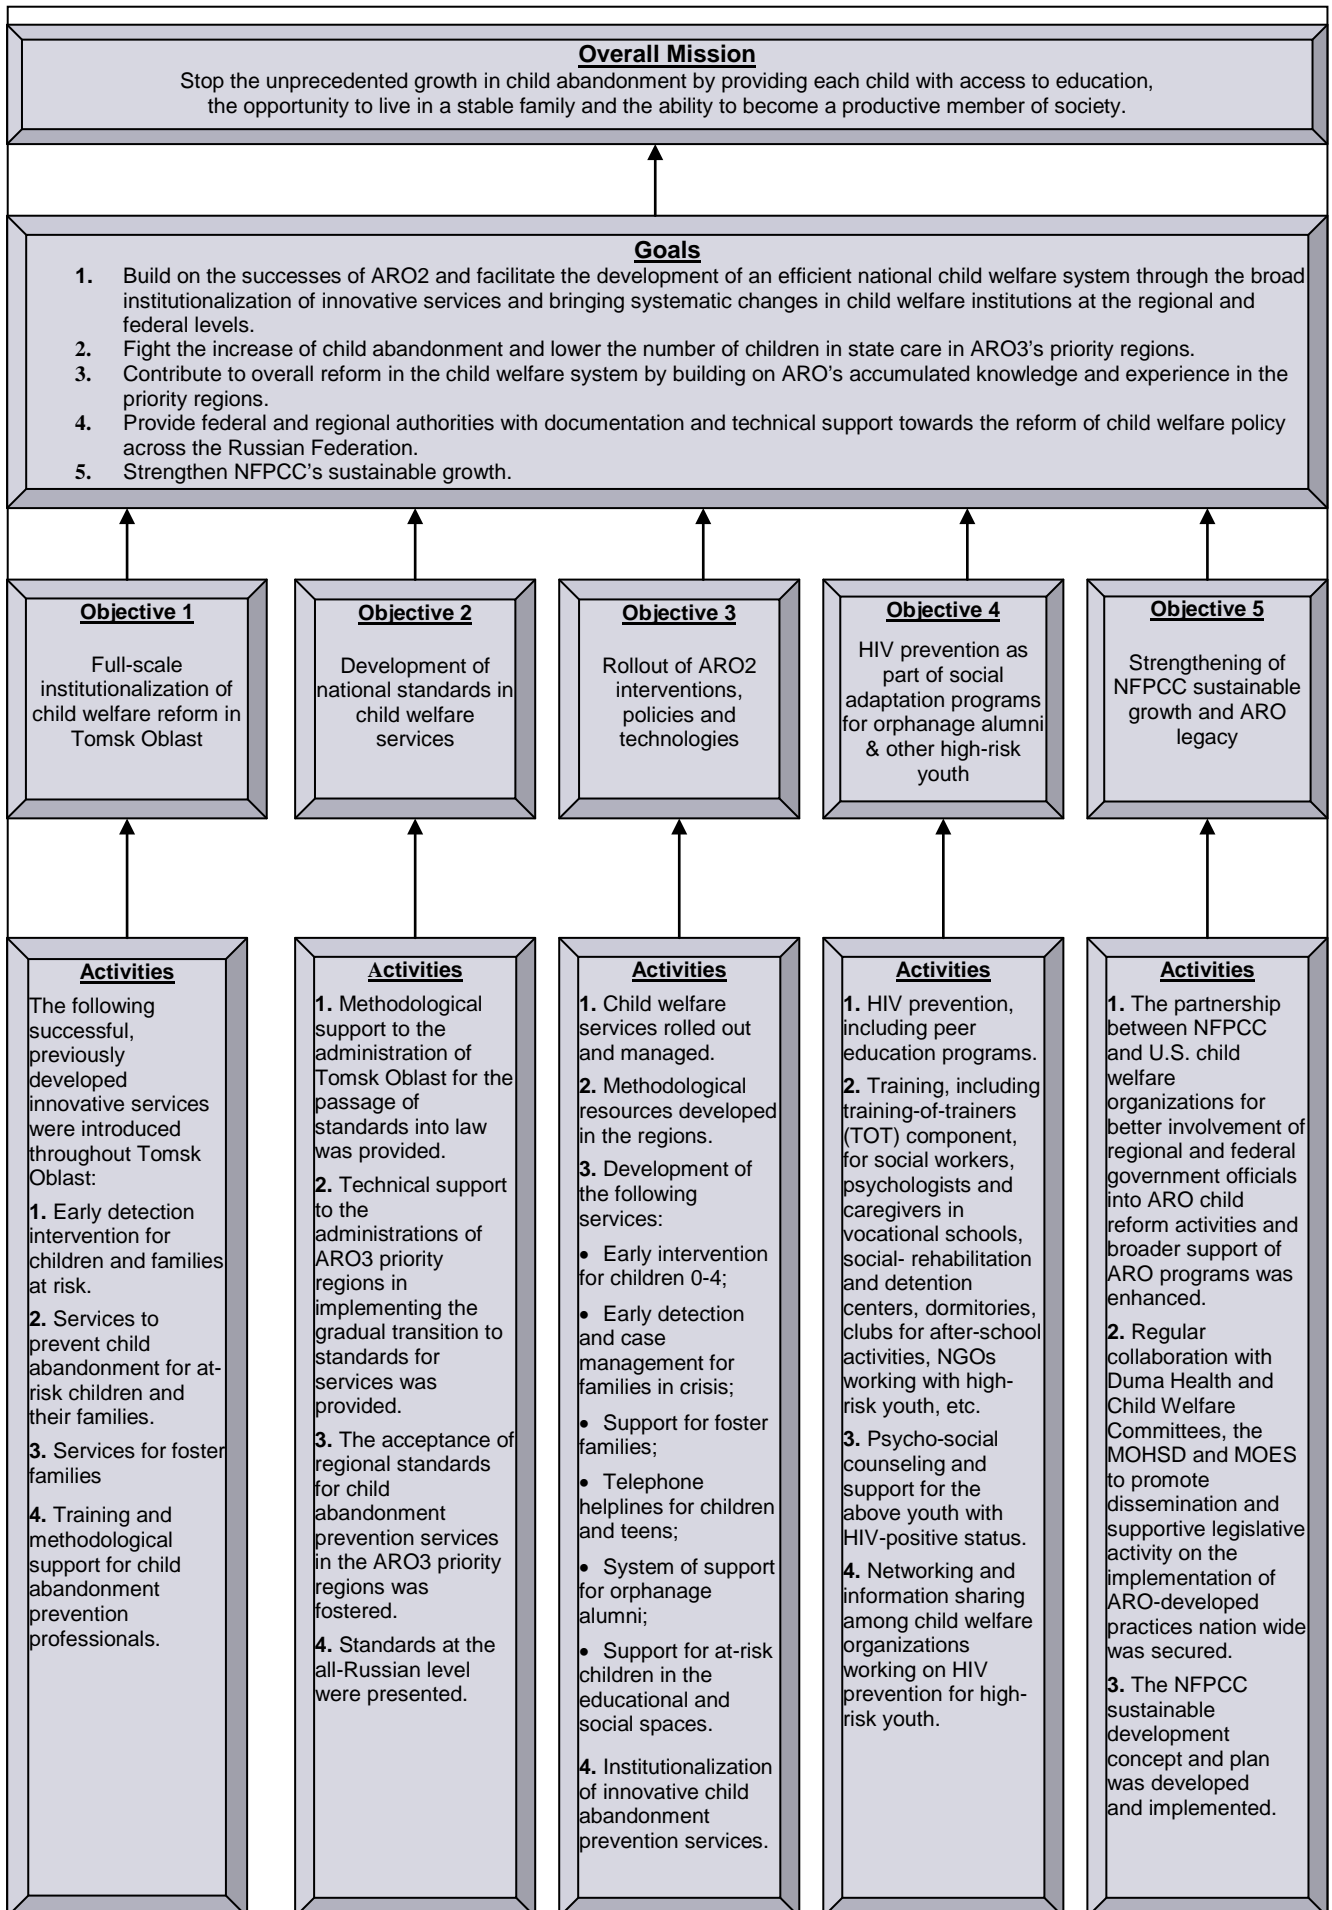 Overall Mission
Stop the unprecedented growth in child abandonment by providing each child with access to education,
the opportunity to live in a stable family and the ability to become a productive member of society.
Goals
1. Build on the successes of ARO2 and facilitate the development of an efficient national child welfare system through the broad
institutionalization of innovative services and bringing systematic changes in child welfare institutions at the regional and
federal levels.
2. Fight the increase of child abandonment and lower the number of children in state care in ARO3's priority regions.
3. Contribute to overall reform in the child welfare system by building on ARO's accumulated knowledge and experience in the
priority regions.
4. Provide federal and regional authorities with documentation and technical support towards the reform of child welfare policy
across the Russian Federation.
5. Strengthen NFPCC's sustainable growth.
Objective 1
Full-scale
institutionalization of
child welfare reform in
Tomsk Oblast
Objective 2
Development of
national standards in
child welfare
services
Objective 3
Rollout of ARO2
interventions,
policies and
technologies
Objective 4
HIV prevention as
part of social
adaptation programs
for orphanage alumni
& other high-risk
youth
Objective 5
Strengthening of
NFPCC sustainable
growth and ARO
legacy
Activities
The following
successful,
previously
developed
innovative services
were introduced
throughout Tomsk
Oblast:
1. Early detection
intervention for
children and families
at risk.
2. Services to
prevent child
abandonment for at-
risk children and
their families.
3. Services for foster
families
4. Training and
methodological
support for child
abandonment
prevention
professionals.
Activities
1. Methodological
support to the
administration of
Tomsk Oblast for the
passage of
standards into law
was provided.
2. Technical support
to the
administrations of
ARO3 priority
regions in
implementing the
gradual transition to
standards for
services was
provided.
3. The acceptance of
regional standards
for child
abandonment
prevention services
in the ARO3 priority
regions was
fostered.
4. Standards at the
all-Russian level
were presented.
Activities
1. Child welfare
services rolled out
and managed.
2. Methodological
resources developed
in the regions.
3. Development of
the following
services:
• Early intervention
for children 0-4;
• Early detection
and case
management for
families in crisis;
• Support for foster
families;
• Telephone
helplines for children
and teens;
• System of support
for orphanage
alumni;
• Support for at-risk
children in the
educational and
social spaces.
4. Institutionalization
of innovative child
abandonment
prevention services.
Activities
1. HIV prevention,
including peer
education programs.
2. Training, including
training-of-trainers
(TOT) component,
for social workers,
psychologists and
caregivers in
vocational schools,
social- rehabilitation
and detention
centers, dormitories,
clubs for after-school
activities, NGOs
working with high-
risk youth, etc.
3. Psycho-social
counseling and
support for the
above youth with
HIV-positive status.
4. Networking and
information sharing
among child welfare
organizations
working on HIV
prevention for high-
risk youth.
Activities
1. The partnership
between NFPCC
and U.S. child
welfare
organizations for
better involvement of
regional and federal
government officials
into ARO child
reform activities and
broader support of
ARO programs was
enhanced.
2. Regular
collaboration with
Duma Health and
Child Welfare
Committees, the
MOHSD and MOES
to promote
dissemination and
supportive legislative
activity on the
implementation of
ARO-developed
practices nation wide
was secured.
3. The NFPCC
sustainable
development
concept and plan
was developed
and implemented.